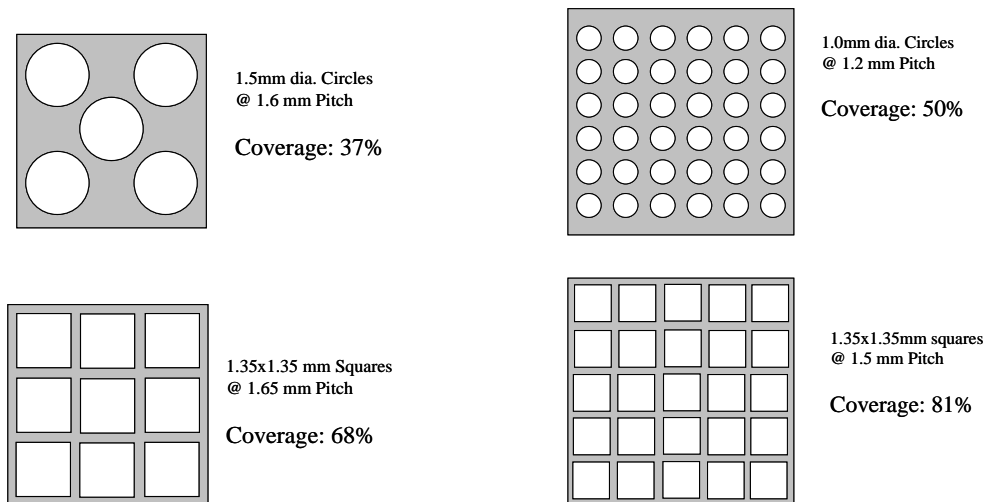 1.5mm dia. Circles
@ 1.6 mm Pitch
Coverage: 37%
1.0mm dia. Circles
@ 1.2 mm Pitch
Coverage: 50%
1.35x1.35 mm Squares
@ 1.65 mm Pitch
Coverage: 68%
1.35x1.35mm squares
@ 1.5 mm Pitch
Coverage: 81%